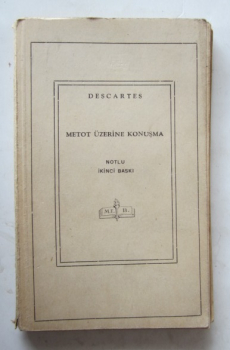 DESCARTES
METOT ÜZERİNE KONUŞMA
NOTLU
İKİNCİ BASKI